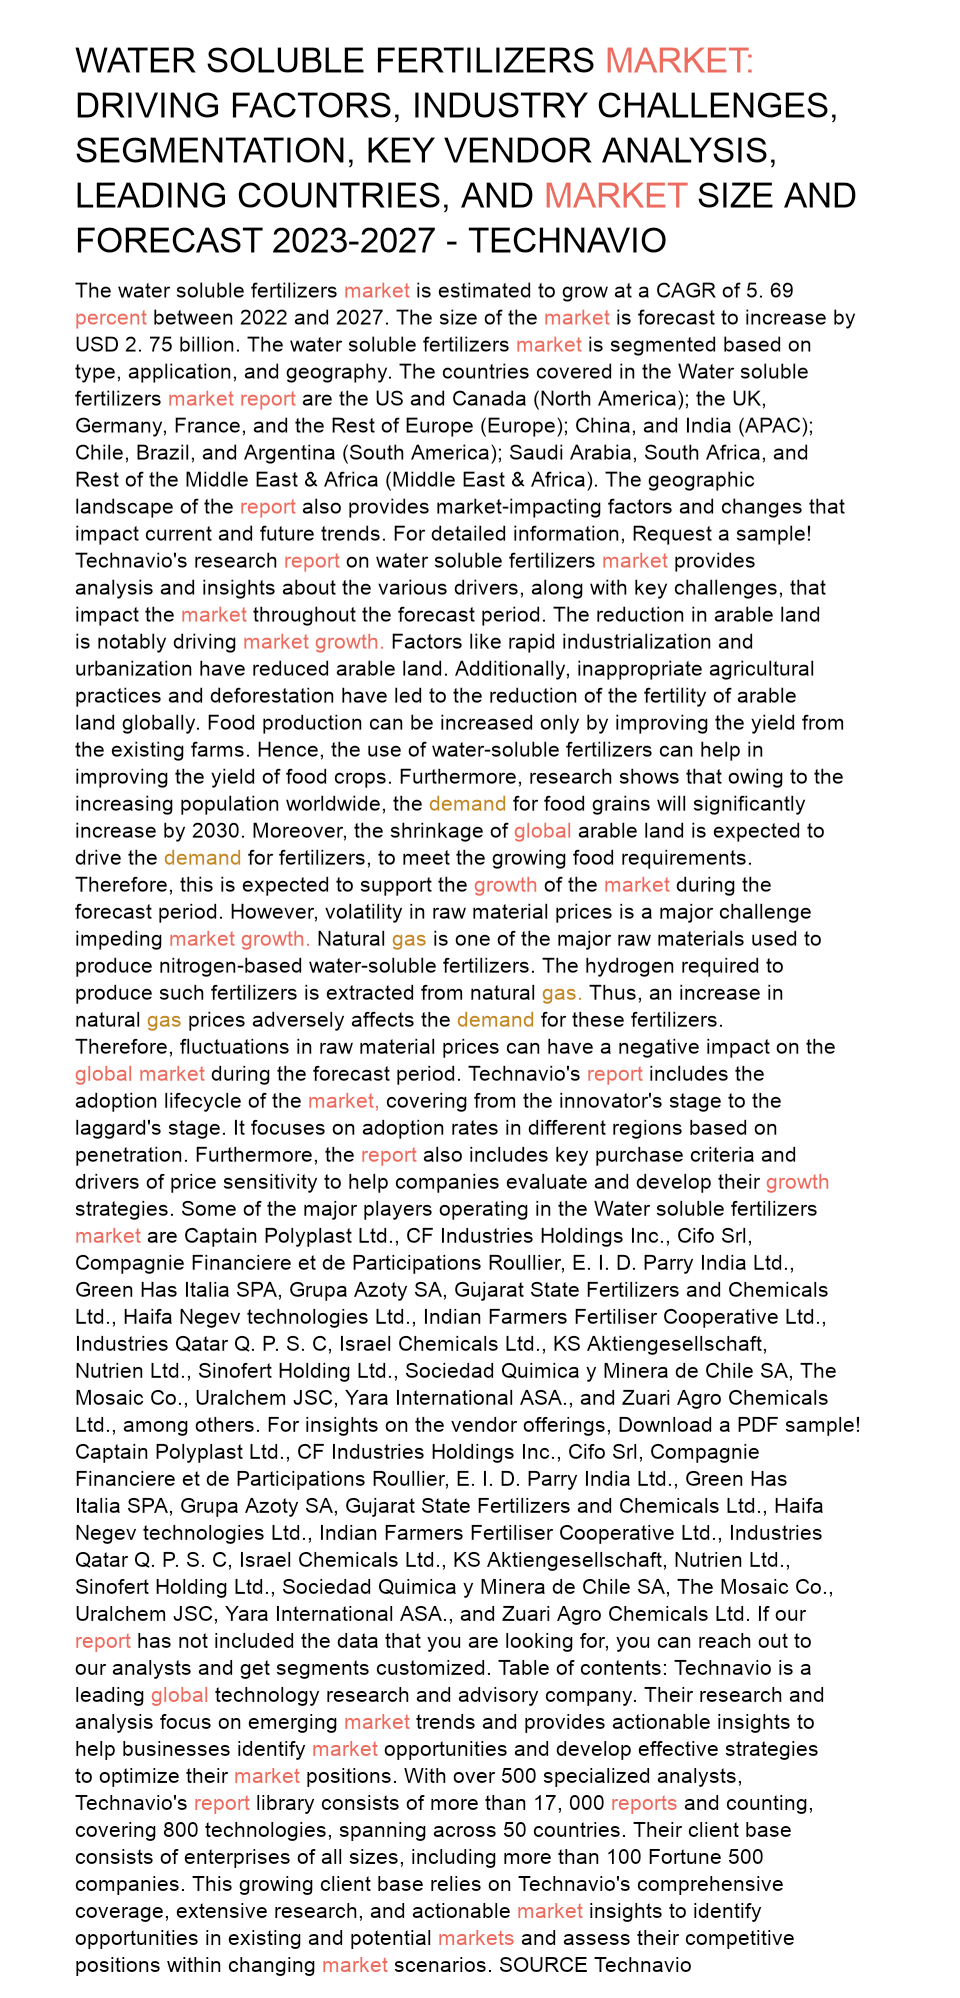 WATER SOLUBLE FERTILIZERS MARKET:
DRIVING FACTORS, INDUSTRY CHALLENGES,
SEGMENTATION, KEY VENDOR ANALYSIS,
LEADING COUNTRIES, AND MARKET SIZE AND
FORECAST 2023-2027 - TECHNAVIO
The water soluble fertilizers market is estimated to grow at a CAGR of 5. 69
percent between 2022 and 2027. The size of the market is forecast to increase by
USD 2. 75 billion. The water soluble fertilizers market is segmented based on
type, application, and geography. The countries covered in the Water soluble
fertilizers market report are the US and Canada (North America); the UK,
Germany, France, and the Rest of Europe (Europe); China, and India (APAC);
Chile, Brazil, and Argentina (South America); Saudi Arabia, South Africa, and
Rest of the Middle East & Africa (Middle East & Africa). The geographic
landscape of the report also provides market-impacting factors and changes that
impact current and future trends. For detailed information, Request a sample!
Technavio's research report on water soluble fertilizers market provides
analysis and insights about the various drivers, along with key challenges, that
impact the market throughout the forecast period. The reduction in arable land
is notably driving market growth. Factors like rapid industrialization and
urbanization have reduced arable land. Additionally, inappropriate agricultural
practices and deforestation have led to the reduction of the fertility of arable
land globally. Food production can be increased only by improving the yield from
the existing farms. Hence, the use of water-soluble fertilizers can help in
improving the yield of food crops. Furthermore, research shows that owing to the
increasing population worldwide, the demand for food grains will significantly
increase by 2030. Moreover, the shrinkage of global arable land is expected to
drive the demand for fertilizers, to meet the growing food requirements.
Therefore, this is expected to support the growth of the market during the
forecast period. However, volatility in raw material prices is a major challenge
impeding market growth. Natural gas is one of the major raw materials used to
produce nitrogen-based water-soluble fertilizers. The hydrogen required to
produce such fertilizers is extracted from natural gas. Thus, an increase in
natural gas prices adversely affects the demand for these fertilizers.
Therefore, fluctuations in raw material prices can have a negative impact on the
global market during the forecast period. Technavio's report includes the
adoption lifecycle of the market, covering from the innovator's stage to the
laggard's stage. It focuses on adoption rates in different regions based on
penetration. Furthermore, the report also includes key purchase criteria and
drivers of price sensitivity to help companies evaluate and develop their growth
strategies. Some of the major players operating in the Water soluble fertilizers
market are Captain Polyplast Ltd., CF Industries Holdings Inc., Cifo Srl,
Compagnie Financiere et de Participations Roullier, E. I. D. Parry India Ltd.,
Green Has Italia SPA, Grupa Azoty SA, Gujarat State Fertilizers and Chemicals
Ltd., Haifa Negev technologies Ltd., Indian Farmers Fertiliser Cooperative Ltd.,
Industries Qatar Q. P. S. C, Israel Chemicals Ltd., KS Aktiengesellschaft,
Nutrien Ltd., Sinofert Holding Ltd., Sociedad Quimica y Minera de Chile SA, The
Mosaic Co., Uralchem JSC, Yara International ASA., and Zuari Agro Chemicals
Ltd., among others. For insights on the vendor offerings, Download a PDF sample!
Captain Polyplast Ltd., CF Industries Holdings Inc., Cifo Srl, Compagnie
Financiere et de Participations Roullier, E. I. D. Parry India Ltd., Green Has
Italia SPA, Grupa Azoty SA, Gujarat State Fertilizers and Chemicals Ltd., Haifa
Negev technologies Ltd., Indian Farmers Fertiliser Cooperative Ltd., Industries
Qatar Q. P. S. C, Israel Chemicals Ltd., KS Aktiengesellschaft, Nutrien Ltd.,
Sinofert Holding Ltd., Sociedad Quimica y Minera de Chile SA, The Mosaic Co.,
Uralchem JSC, Yara International ASA., and Zuari Agro Chemicals Ltd. If our
report has not included the data that you are looking for, you can reach out to
our analysts and get segments customized. Table of contents: Technavio is a
leading global technology research and advisory company. Their research and
analysis focus on emerging market trends and provides actionable insights to
help businesses identify market opportunities and develop effective strategies
to optimize their market positions. With over 500 specialized analysts,
Technavio's report library consists of more than 17, 000 reports and counting,
covering 800 technologies, spanning across 50 countries. Their client base
consists of enterprises of all sizes, including more than 100 Fortune 500
companies. This growing client base relies on Technavio's comprehensive
coverage, extensive research, and actionable market insights to identify
opportunities in existing and potential markets and assess their competitive
positions within changing market scenarios. SOURCE Technavio